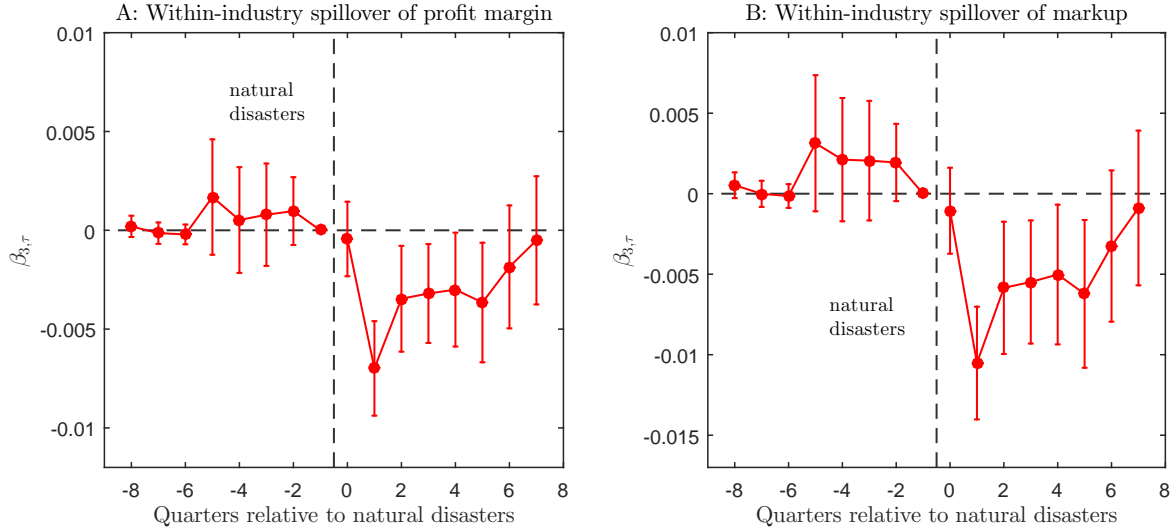 A: Within-industry spillover of profit margin
0.01
0.005
0
-0.005
-0.01
β3,τ
natural
disasters
-8 -6 -4 -2 0 2 4 6 8
Quarters relative to natural disasters
B: Within-industry spillover of markup
0.01
0.005
0
-0.005
-0.01
-0.015
β3,τ
natural
disasters
-8 -6 -4 -2 0 2 4 6 8
Quarters relative to natural disasters